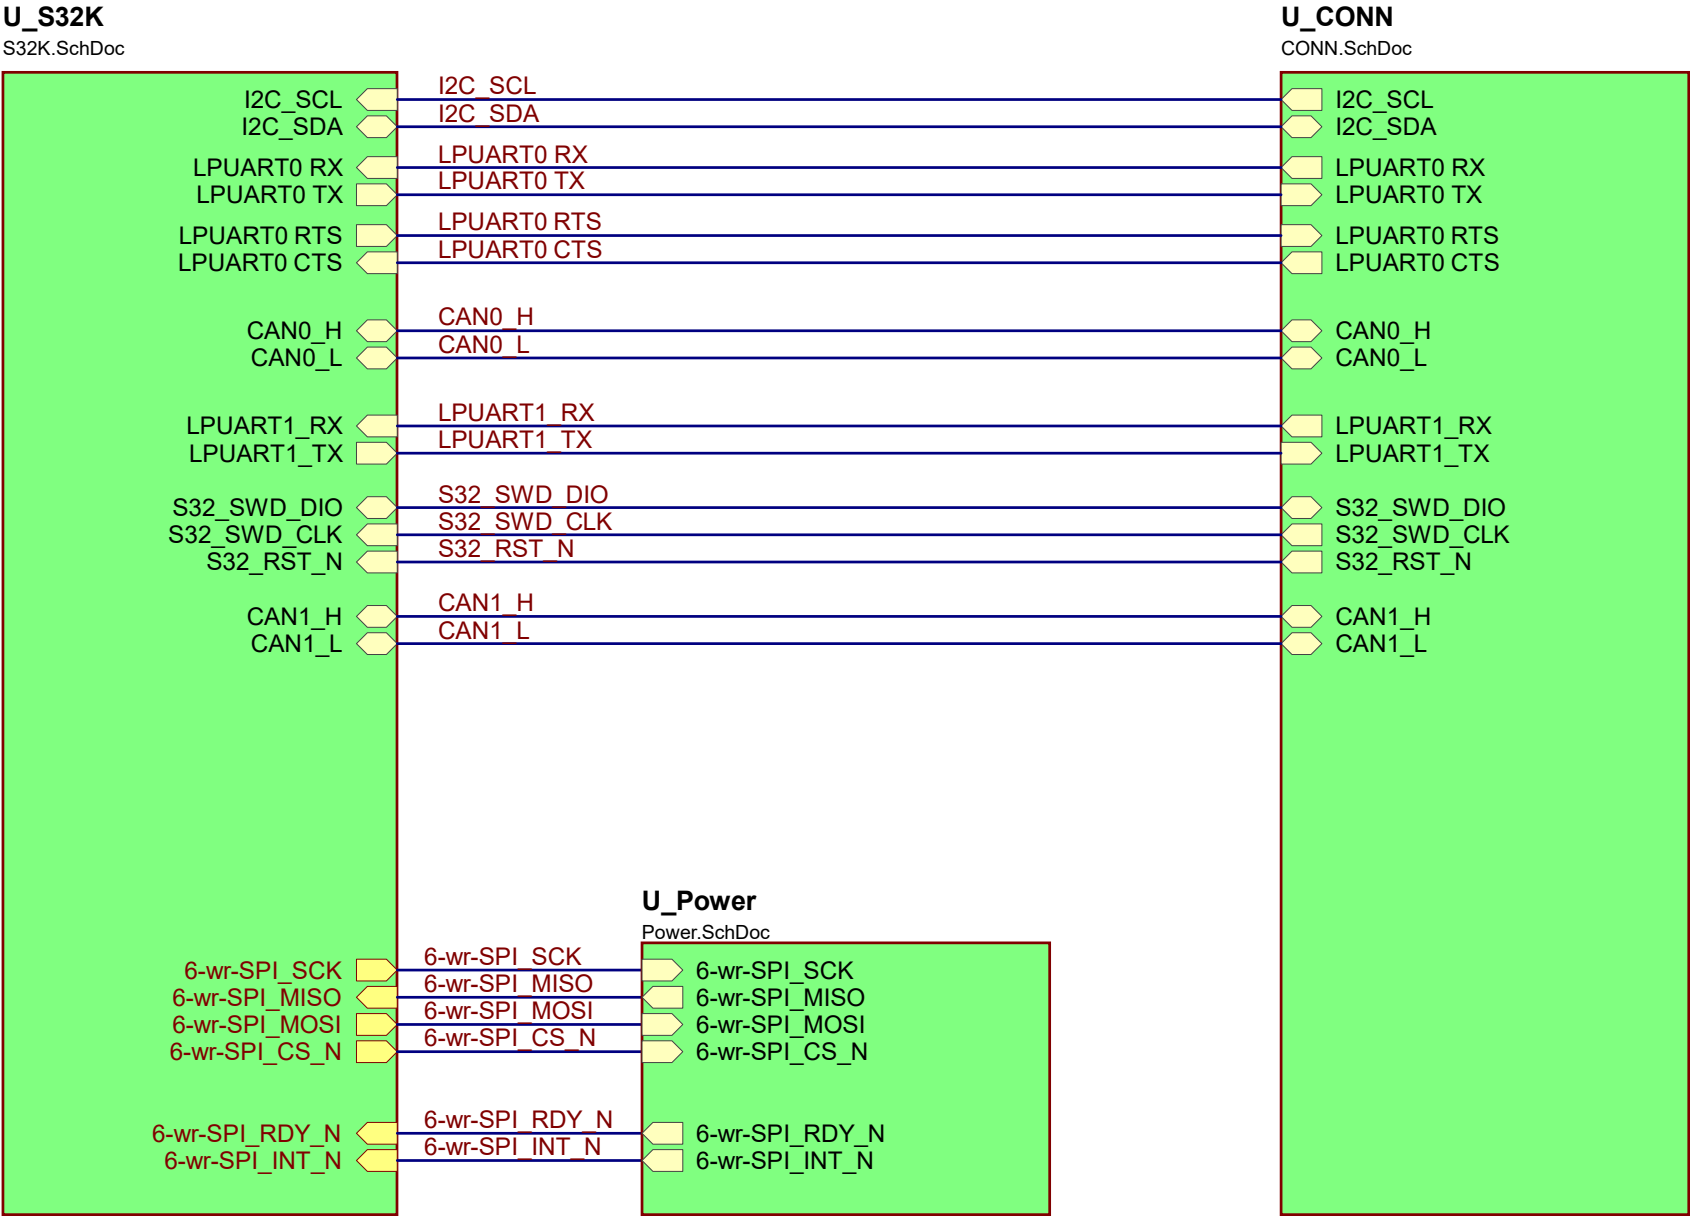 U_S32K
S32K.SchDoc
U_CONN
CONN.SchDoc
I2C_SCL I2C_SCL I2C_SCL
I2C_SDA I2C_SDA I2C_SDA
LPUART0 RX LPUART0 RX LPUART0 RX
LPUART0 TX LPUART0 TX LPUART0 TX
LPUART0 RTS LPUART0 RTS LPUART0 RTS
LPUART0 CTS LPUART0 CTS LPUART0 CTS
CAN0_H CAN0_H CAN0_H
CAN0_L CAN0_L CAN0_L
LPUART1_RX LPUART1_RX LPUART1_RX
LPUART1_TX LPUART1_TX LPUART1_TX
S32_SWD_DIO S32_SWD_DIO S32_SWD_DIO
S32_SWD_CLK S32_SWD_CLK S32_SWD_CLK
S32_RST_N S32_RST_N S32_RST_N
CAN1_H CAN1_H CAN1_H
CAN1_L CAN1_L CAN1_L
U_Power
Power.SchDoc
6-wr-SPI_SCK 6-wr-SPI_SCK 6-wr-SPI_SCK
6-wr-SPI_MISO 6-wr-SPI_MISO 6-wr-SPI_MISO
6-wr-SPI_MOSI 6-wr-SPI_MOSI 6-wr-SPI_MOSI
6-wr-SPI_CS_N 6-wr-SPI_CS_N 6-wr-SPI_CS_N
6-wr-SPI_RDY_N 6-wr-SPI_RDY_N 6-wr-SPI_RDY_N
6-wr-SPI_INT_N 6-wr-SPI_INT_N 6-wr-SPI_INT_N